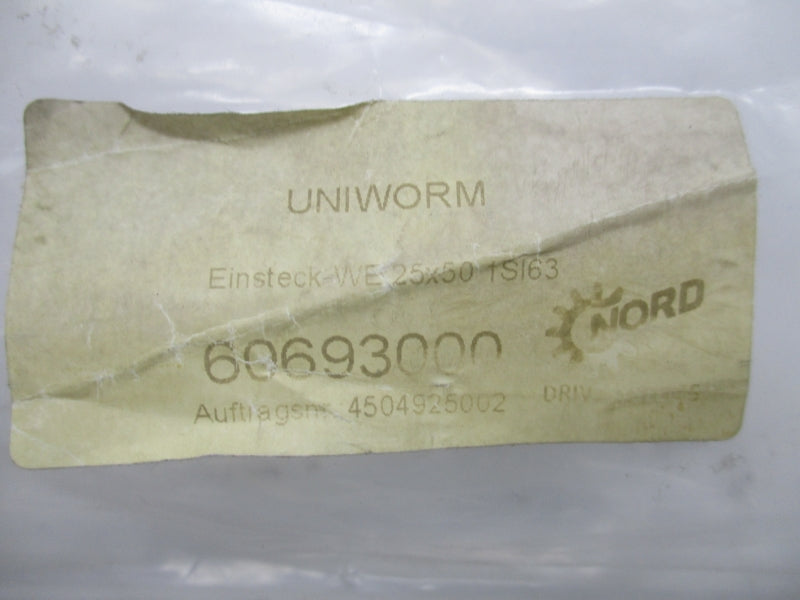 UNIWORM
Einsteck-WE 25x50 1SI63
60693000
Auftragsnr. 4504925002
NORD